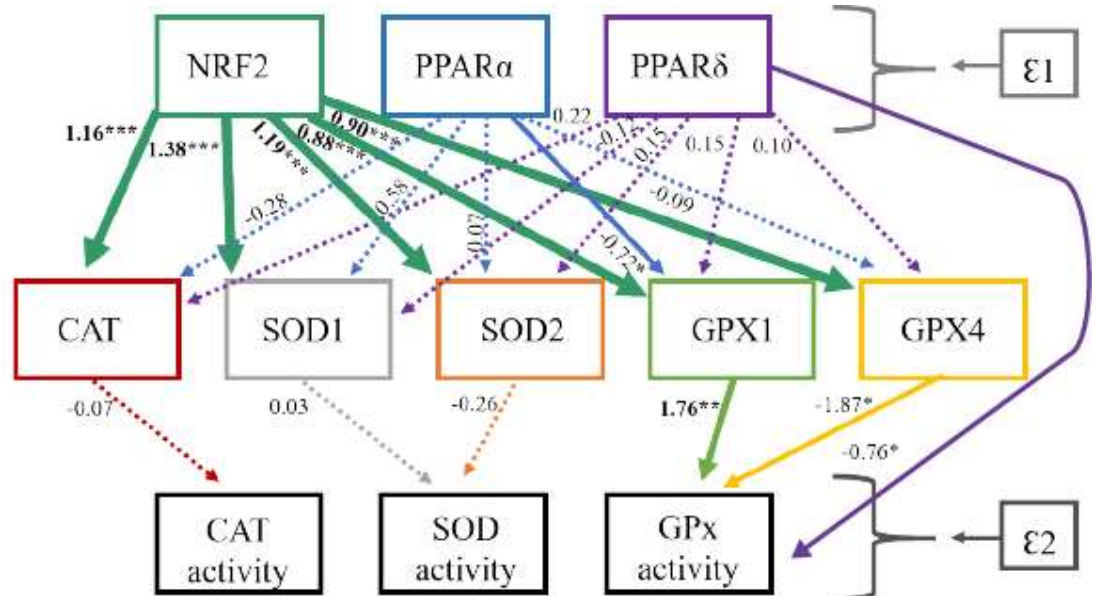 NRF2
PPARα
PPARδ
ε1
1.16***
1.38***
1.19***
0.88***
0.90***
0.22
-0.12
0.15
0.15
0.10
-0.28
0.58
0.07
-0.72*
-0.09
CAT
SOD1
SOD2
GPX1
GPX4
-0.07
0.03
-0.26
1.76**
-1.87*
-0.76*
CAT
activity
SOD
activity
GPx
activity
ε2